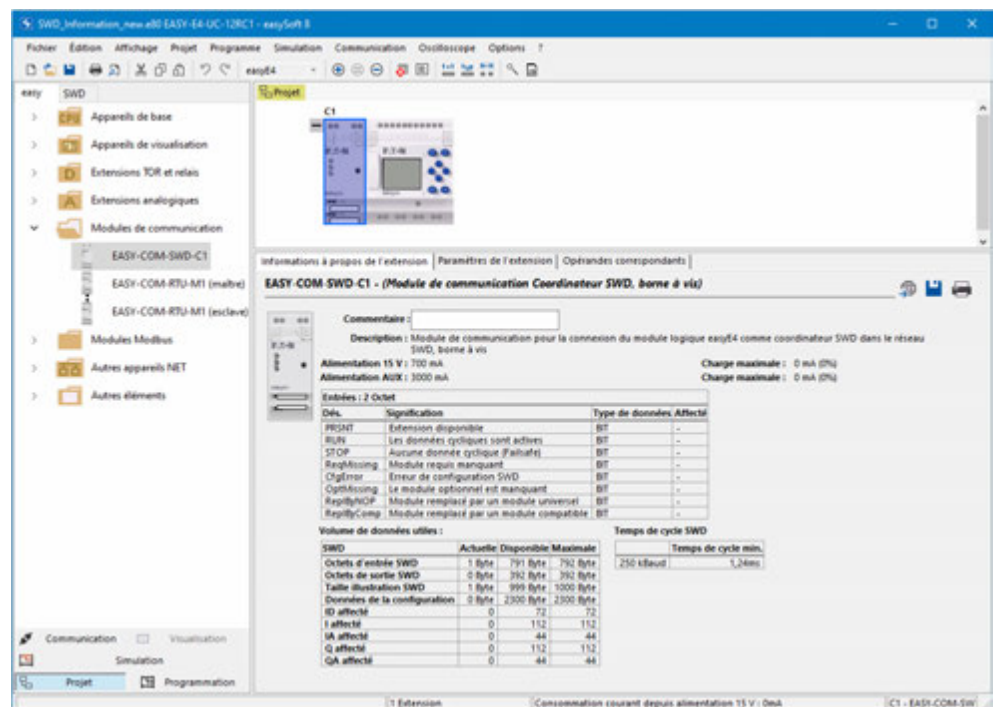 SWD_Information_new.e80 EASY-E4-UC-12RC1 - easySoft 8
Fichier Édition Affichage Projet Programme Simulation Communication Oscilloscope Options ?
easyE4
easy SWD
CPU Appareils de base
Appareils de visualisation
D Extensions TOR et relais
A Extensions analogiques
Modules de communication
EASY-COM-SWD-C1
EASY-COM-RTU-M1 (maître)
EASY-COM-RTU-M1 (esclave)
Modules Modbus
Autres appareils NET
Autres éléments
Communication Visualisation
Simulation
Projet Programmation
Projet
C1
Informations à propos de l'extension Paramètres de l'extension Opérandes correspondants
EASY-COM-SWD-C1 - (Module de communication Coordinateur SWD, borne à vis)
Commentaire :
Description : Module de communication pour la connexion du module logique easyE4 comme coordinateur SWD dans le réseau
SWD, borne à vis
Alimentation 15 V : 700 mA Charge maximale : 0 mA (0%)
Alimentation AUX : 3000 mA Charge maximale : 0 mA (0%)
Entrées : 2 Octet
Dés. Signification Type de données Affecté
PRSNT Extension disponible BIT -
RUN Les données cycliques sont actives BIT -
STOP Aucune donnée cyclique (Failsafe) BIT -
ReqMissing Module requis manquant BIT -
CfgError Erreur de configuration SWD BIT -
OptMissing Le module optionnel est manquant BIT -
ReplByNOP Module remplacé par un module universel BIT -
ReplByComp Module remplacé par un module compatible BIT -
Volume de données utiles :
SWD Actuelle Disponible Maximale
Octets d'entrée SWD 1 Byte 791 Byte 792 Byte
Octets de sortie SWD 0 Byte 392 Byte 392 Byte
Taille illustration SWD 1 Byte 999 Byte 1000 Byte
Données de la configuration 0 Byte 2300 Byte 2300 Byte
ID affecté 0 72 72
I affecté 0 112 112
IA affecté 0 44 44
Q affecté 0 112 112
QA affecté 0 44 44
Temps de cycle SWD
Temps de cycle min.
250 kBaud 1,24ms
1 Extension Consommation courant depuis alimentation 15 V : 0mA C1 - EASY-COM-SW